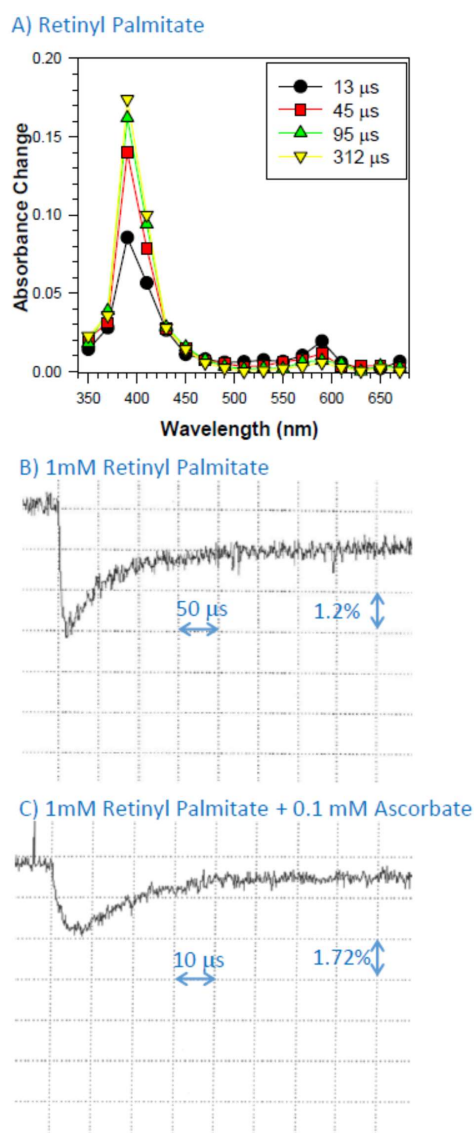 A) Retinyl Palmitate
0.20
0.15
0.10
0.05
0.00
Absorbance Change
13 μs
45 μs
95 μs
312 μs
350 400 450 500 550 600 650
Wavelength (nm)
B) 1mM Retinyl Palmitate
50 μs
1.2%
C) 1mM Retinyl Palmitate + 0.1 mM Ascorbate
10 μs
1.72%